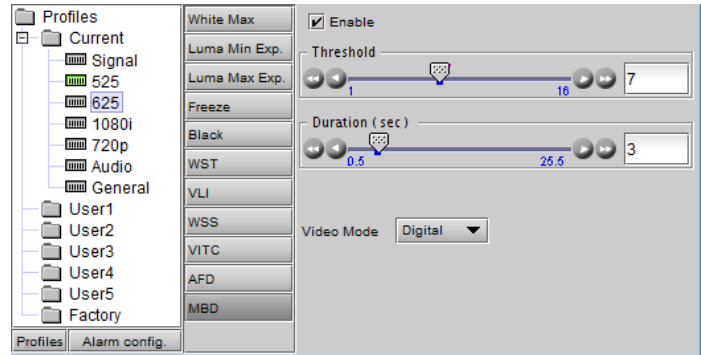 Profiles
Current
Signal
525
625
1080i
720p
Audio
General
User1
User2
User3
User4
User5
Factory
Profiles
Alarm config.
White Max
Luma Min Exp.
Luma Max Exp.
Freeze
Black
WST
VLI
WSS
VITC
AFD
MBD
Enable
Threshold
1
16
7
Duration ( sec )
0.5
25.5
3
Video Mode
Digital